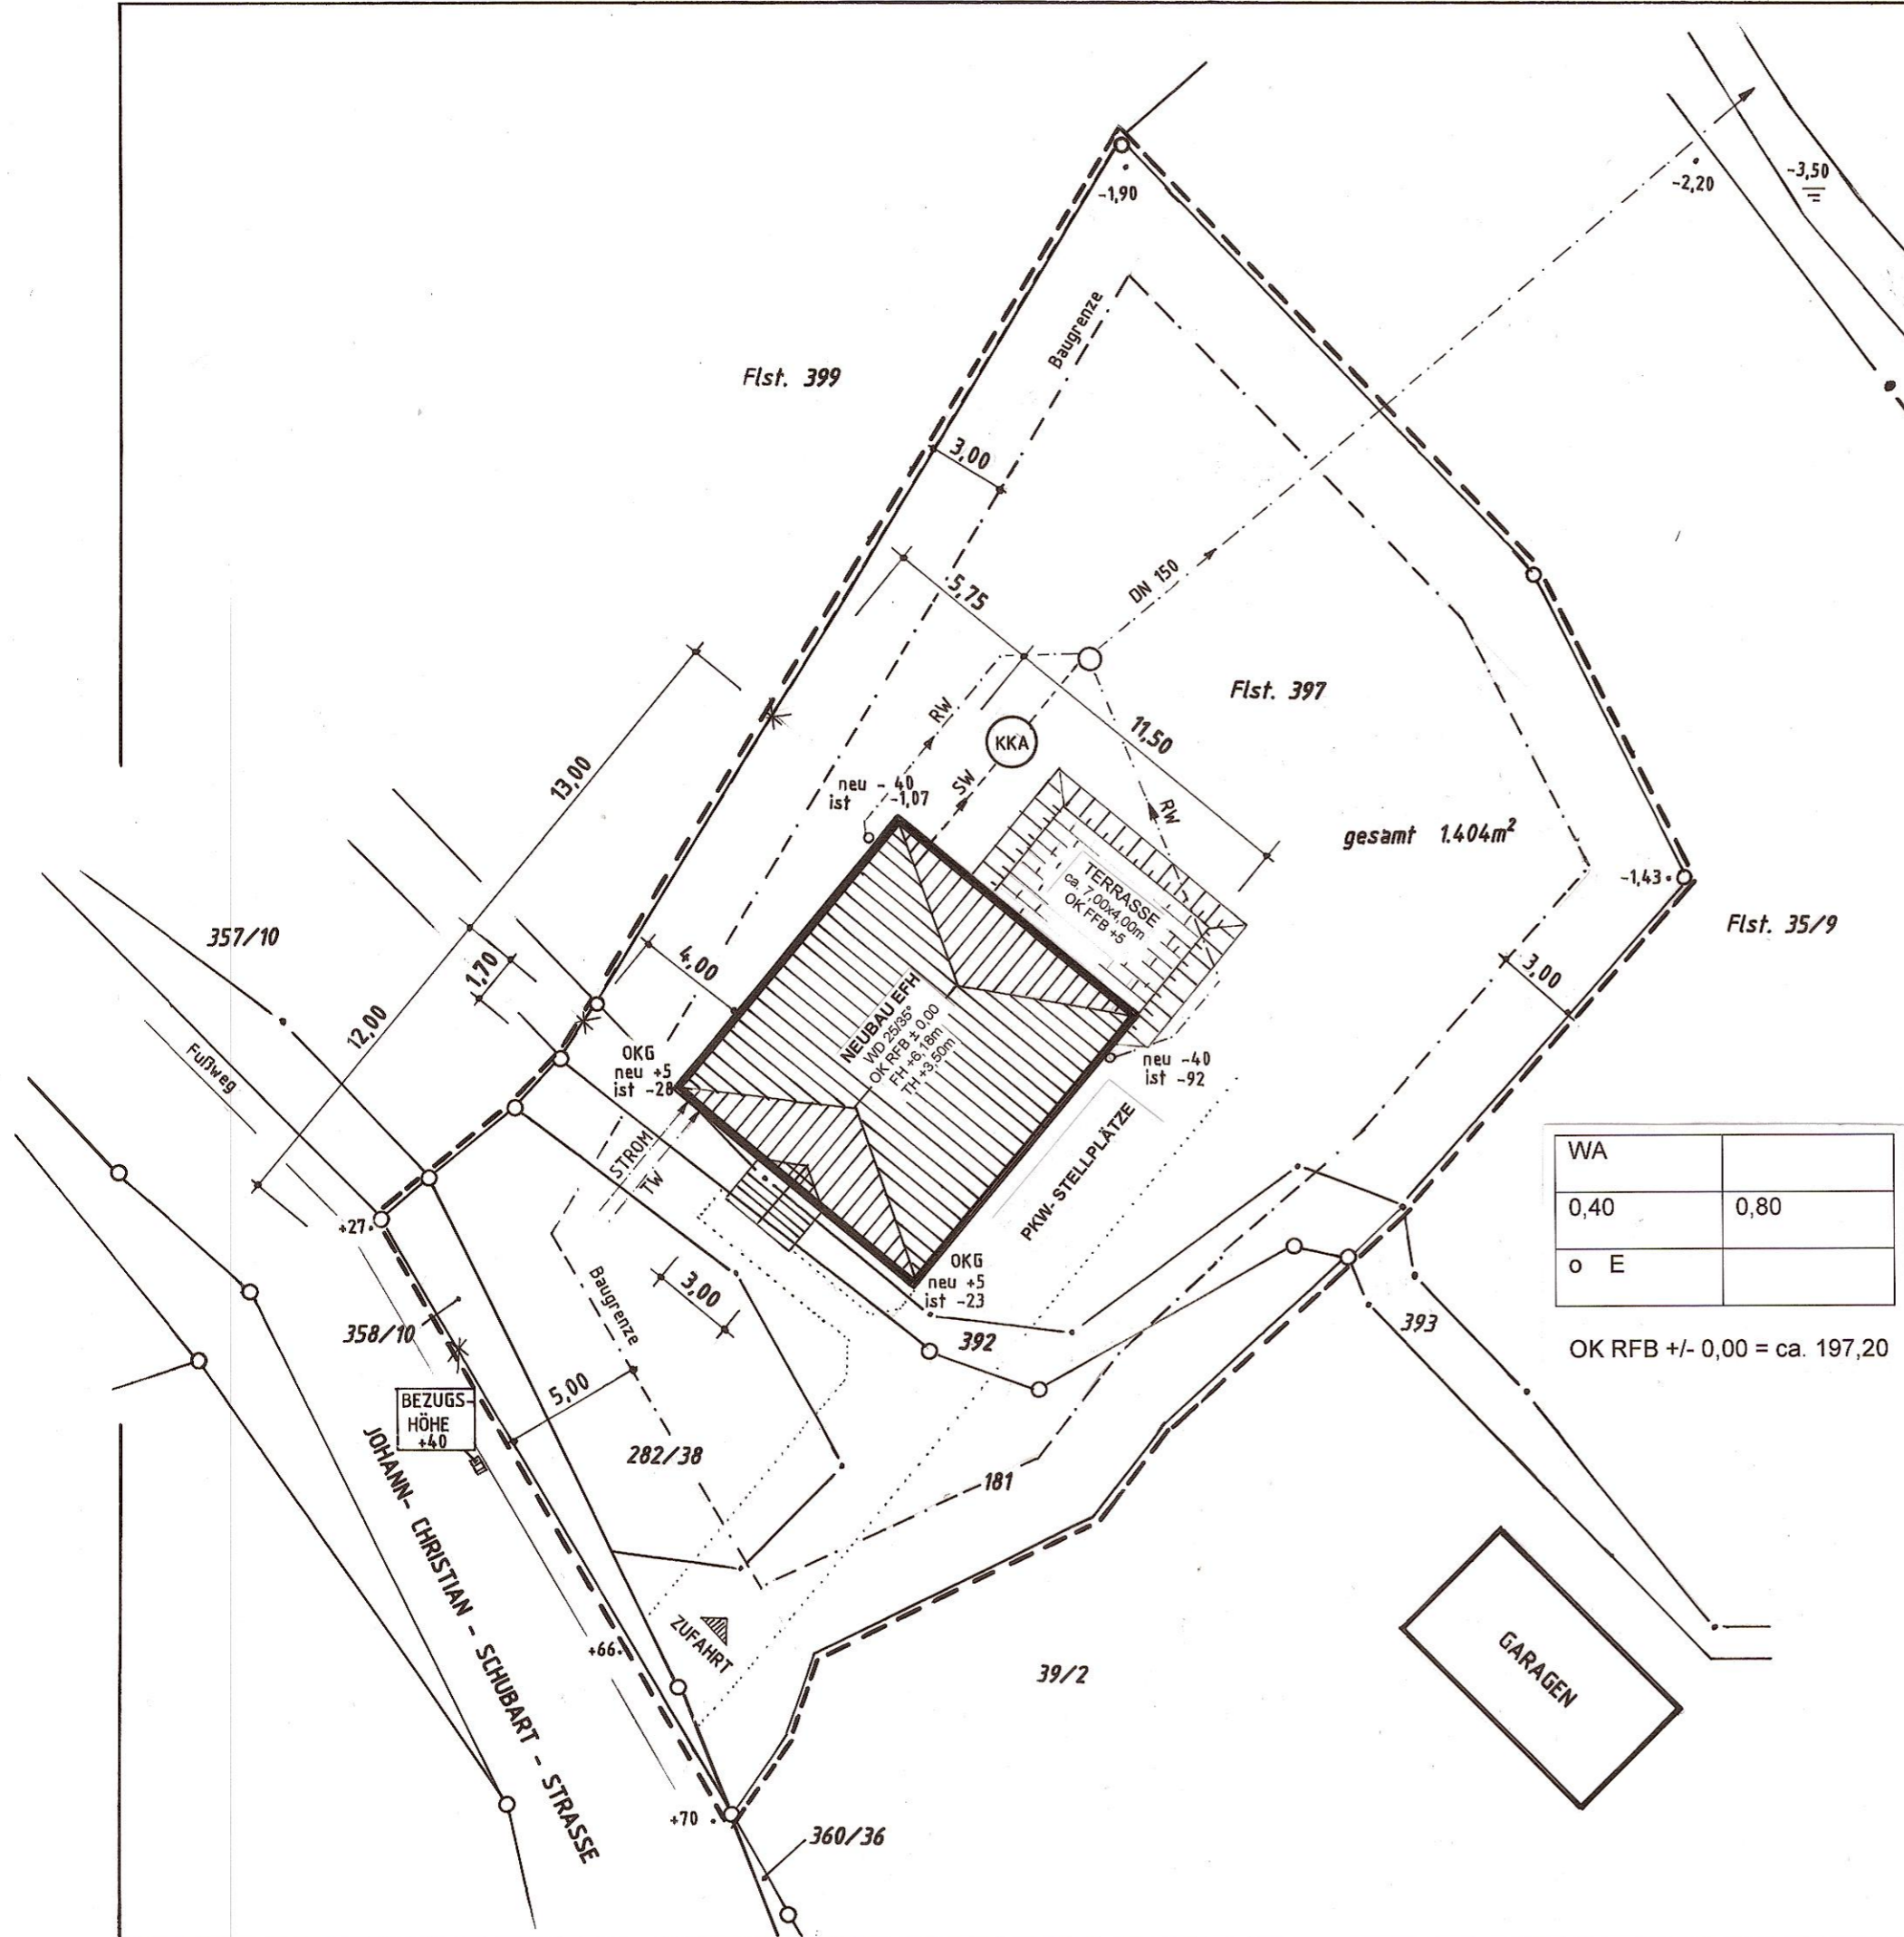 -3,50
-2,20
-1,90
Baugrenze
Flst. 399
3,00
5,75
DN 150
Flst. 397
RW
11,50
KKA
13,00
neu - 40
ist -1,07
SW
RW
gesamt 1.404m²
TERRASSE
ca. 7,00x4,00m
OK FFB +5
-1,43
Flst. 35/9
357/10
1,70
4,00
3,00
12,00
NEUBAU EFH
WD 25/35°
OK RFB ± 0,00
FH +6,18m
TH +3,50m
Fußweg
OKG
neu +5
ist -28
neu -40
ist -92
STROM
TW
PKW-STELLPLÄTZE
WA
0,40 0,80
o E
+27
OKG
neu +5
ist -23
Baugrenze
3,00
358/10
392
393
OK RFB +/- 0,00 = ca. 197,20
BEZUGS-
HÖHE
+40
5,00
282/38
181
JOHANN- CHRISTIAN - SCHUBART - STRASSE
ZUFAHRT
+66
39/2
GARAGEN
+70
360/36